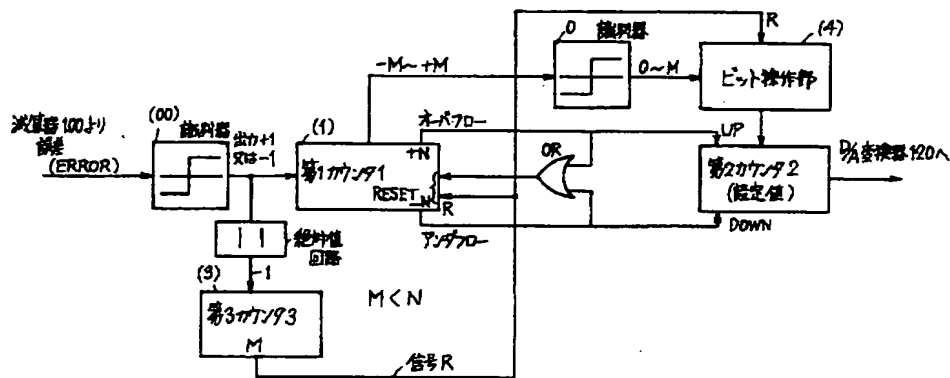 減算器100より
誤差
(ERROR)
(00)
識別器
出力+1
又は-1
(1)
第1カウンタ1
-M〜+M
オーバフロー
+N
RESET
-N
R
アンダフロー
OR
0
識別器
0〜M
R
(4)
ビット操作部
UP
第2カウンタ2
(推定値)
DOWN
D/A変換器120へ
絶対値
回路
-1
(3)
第3カウンタ3
M
M<N
信号R